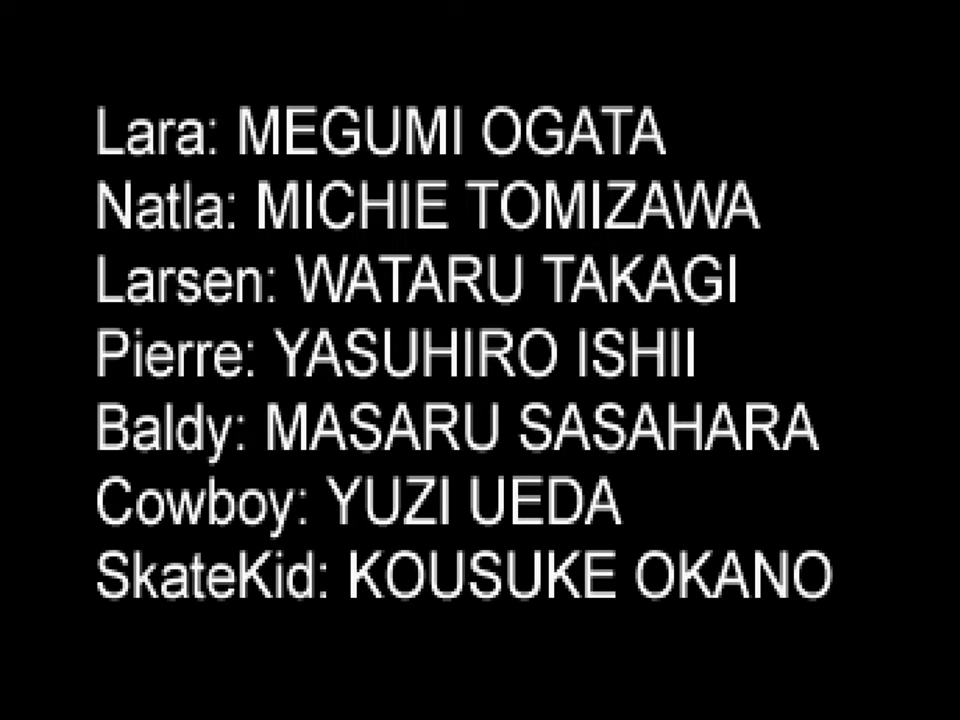 Lara: MEGUMI OGATA
Natla: MICHIE TOMIZAWA
Larsen: WATARU TAKAGI
Pierre: YASUHIRO ISHII
Baldy: MASARU SASAHARA
Cowboy: YUZI UEDA
SkateKid: KOUSUKE OKANO